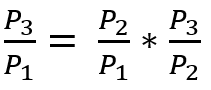 P₃/P₁ = P₂/P₁ * P₃/P₂